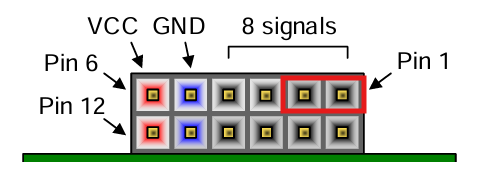 VCC GND 8 signals
Pin 6 Pin 1
Pin 12